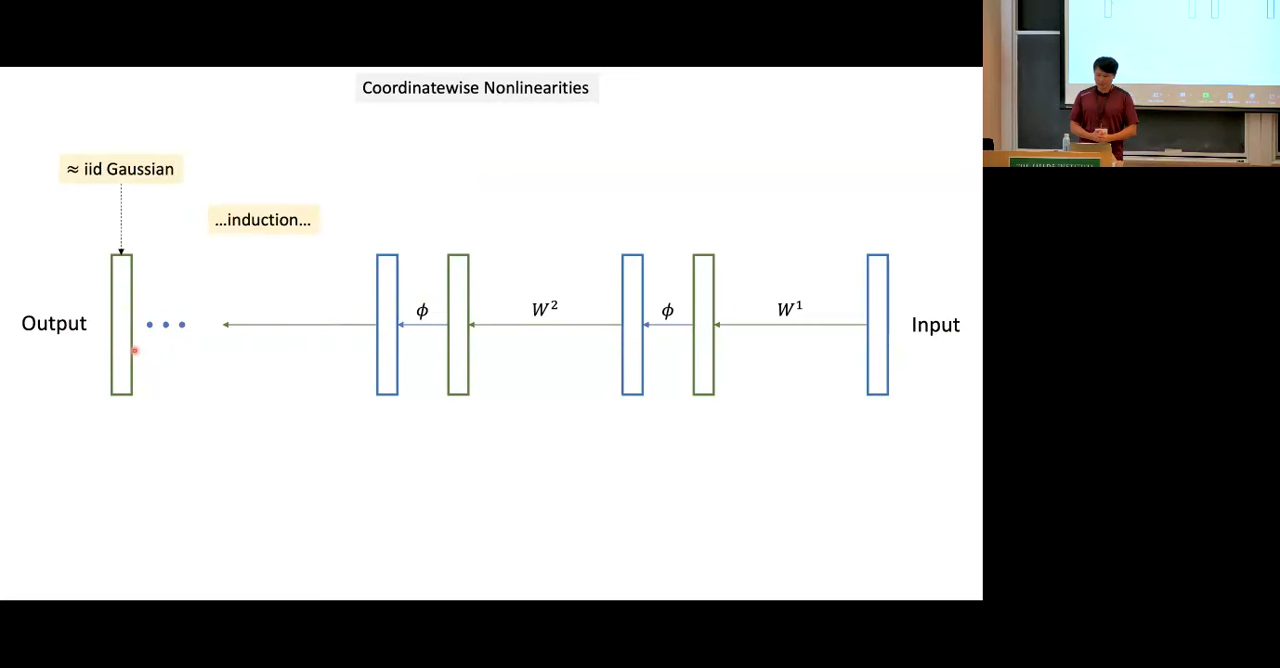 Coordinatewise Nonlinearities
≈ iid Gaussian
...induction...
Output
ϕ
W²
ϕ
W¹
Input